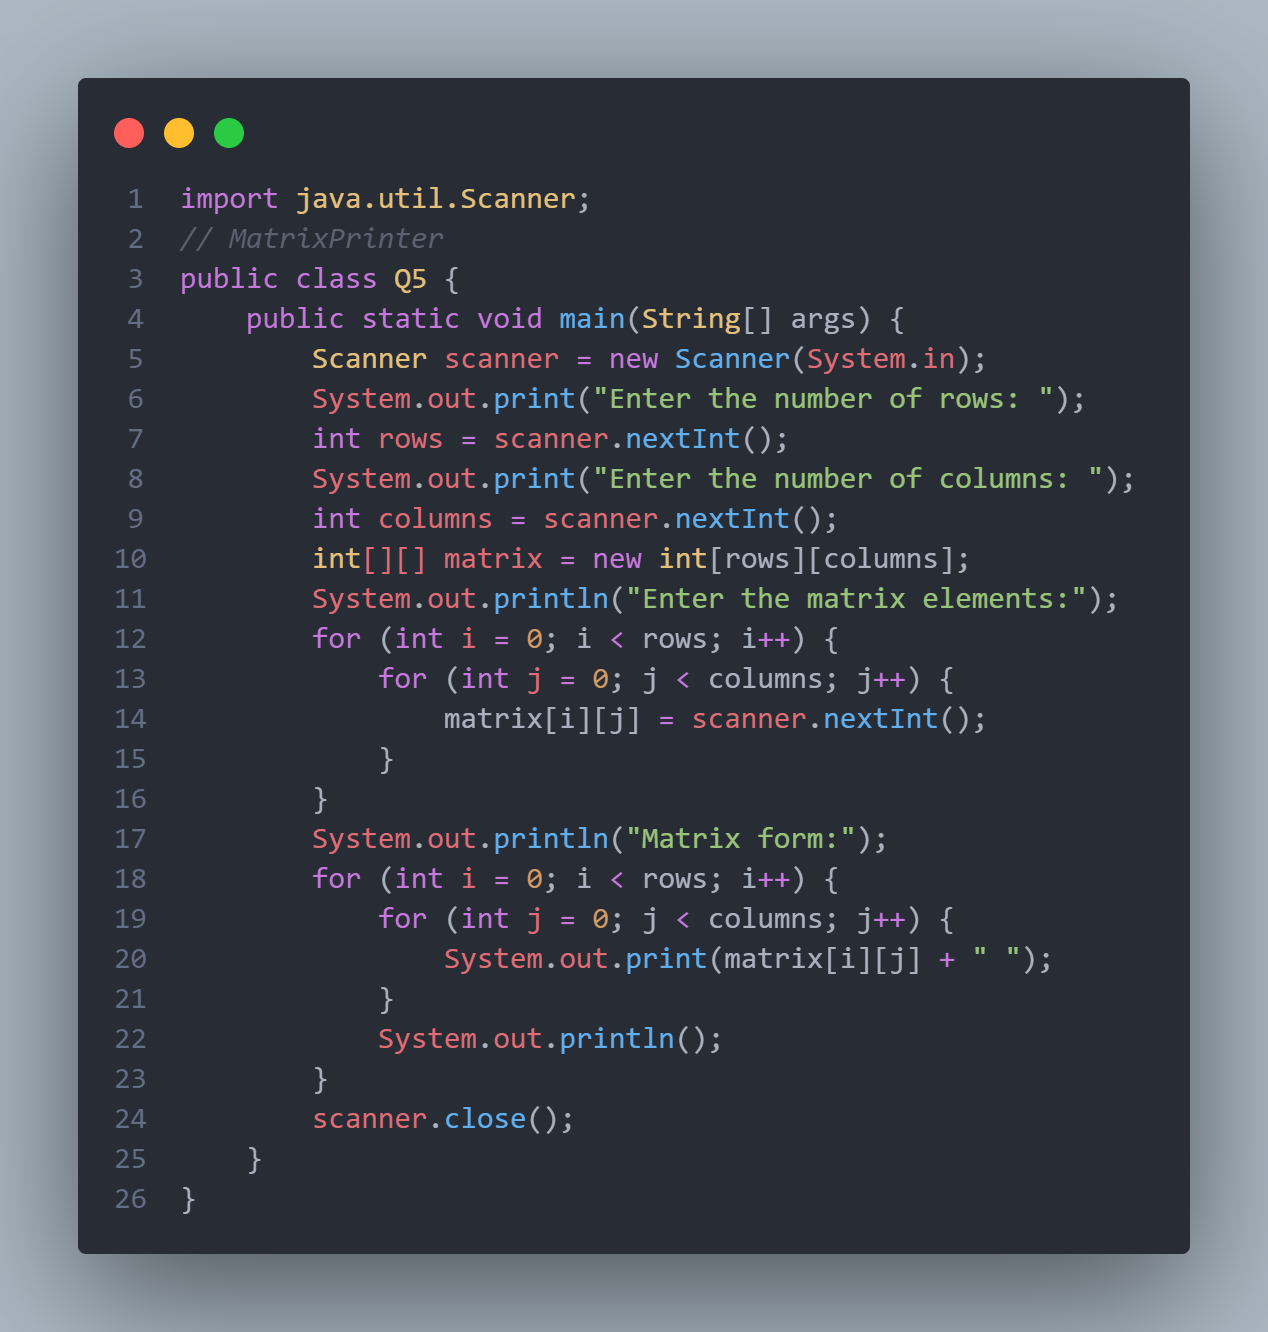 1 import java.util.Scanner;
2 // MatrixPrinter
3 public class Q5 {
4     public static void main(String[] args) {
5         Scanner scanner = new Scanner(System.in);
6         System.out.print("Enter the number of rows: ");
7         int rows = scanner.nextInt();
8         System.out.print("Enter the number of columns: ");
9         int columns = scanner.nextInt();
10         int[][] matrix = new int[rows][columns];
11         System.out.println("Enter the matrix elements:");
12         for (int i = 0; i < rows; i++) {
13             for (int j = 0; j < columns; j++) {
14                 matrix[i][j] = scanner.nextInt();
15             }
16         }
17         System.out.println("Matrix form:");
18         for (int i = 0; i < rows; i++) {
19             for (int j = 0; j < columns; j++) {
20                 System.out.print(matrix[i][j] + " ");
21             }
22             System.out.println();
23         }
24         scanner.close();
25     }
26 }